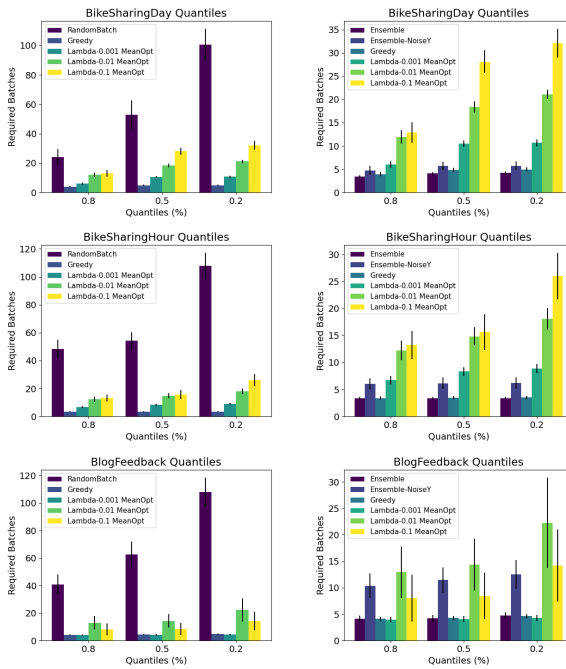 BikeSharingDay Quantiles
Required Batches
100
80
60
40
20
0
RandomBatch
Greedy
Lambda-0.001 MeanOpt
Lambda-0.01 MeanOpt
Lambda-0.1 MeanOpt
0.8 0.5 0.2
Quantiles (%)
BikeSharingDay Quantiles
Required Batches
35
30
25
20
15
10
5
0
Ensemble
Ensemble-NoiseY
Greedy
Lambda-0.001 MeanOpt
Lambda-0.01 MeanOpt
Lambda-0.1 MeanOpt
0.8 0.5 0.2
Quantiles (%)
BikeSharingHour Quantiles
Required Batches
120
100
80
60
40
20
0
RandomBatch
Greedy
Lambda-0.001 MeanOpt
Lambda-0.01 MeanOpt
Lambda-0.1 MeanOpt
0.8 0.5 0.2
Quantiles (%)
BikeSharingHour Quantiles
Required Batches
30
25
20
15
10
5
0
Ensemble
Ensemble-NoiseY
Greedy
Lambda-0.001 MeanOpt
Lambda-0.01 MeanOpt
Lambda-0.1 MeanOpt
0.8 0.5 0.2
Quantiles (%)
BlogFeedback Quantiles
Required Batches
120
100
80
60
40
20
0
RandomBatch
Greedy
Lambda-0.001 MeanOpt
Lambda-0.01 MeanOpt
Lambda-0.1 MeanOpt
0.8 0.5 0.2
Quantiles (%)
BlogFeedback Quantiles
Required Batches
30
25
20
15
10
5
0
Ensemble
Ensemble-NoiseY
Greedy
Lambda-0.001 MeanOpt
Lambda-0.01 MeanOpt
Lambda-0.1 MeanOpt
0.8 0.5 0.2
Quantiles (%)